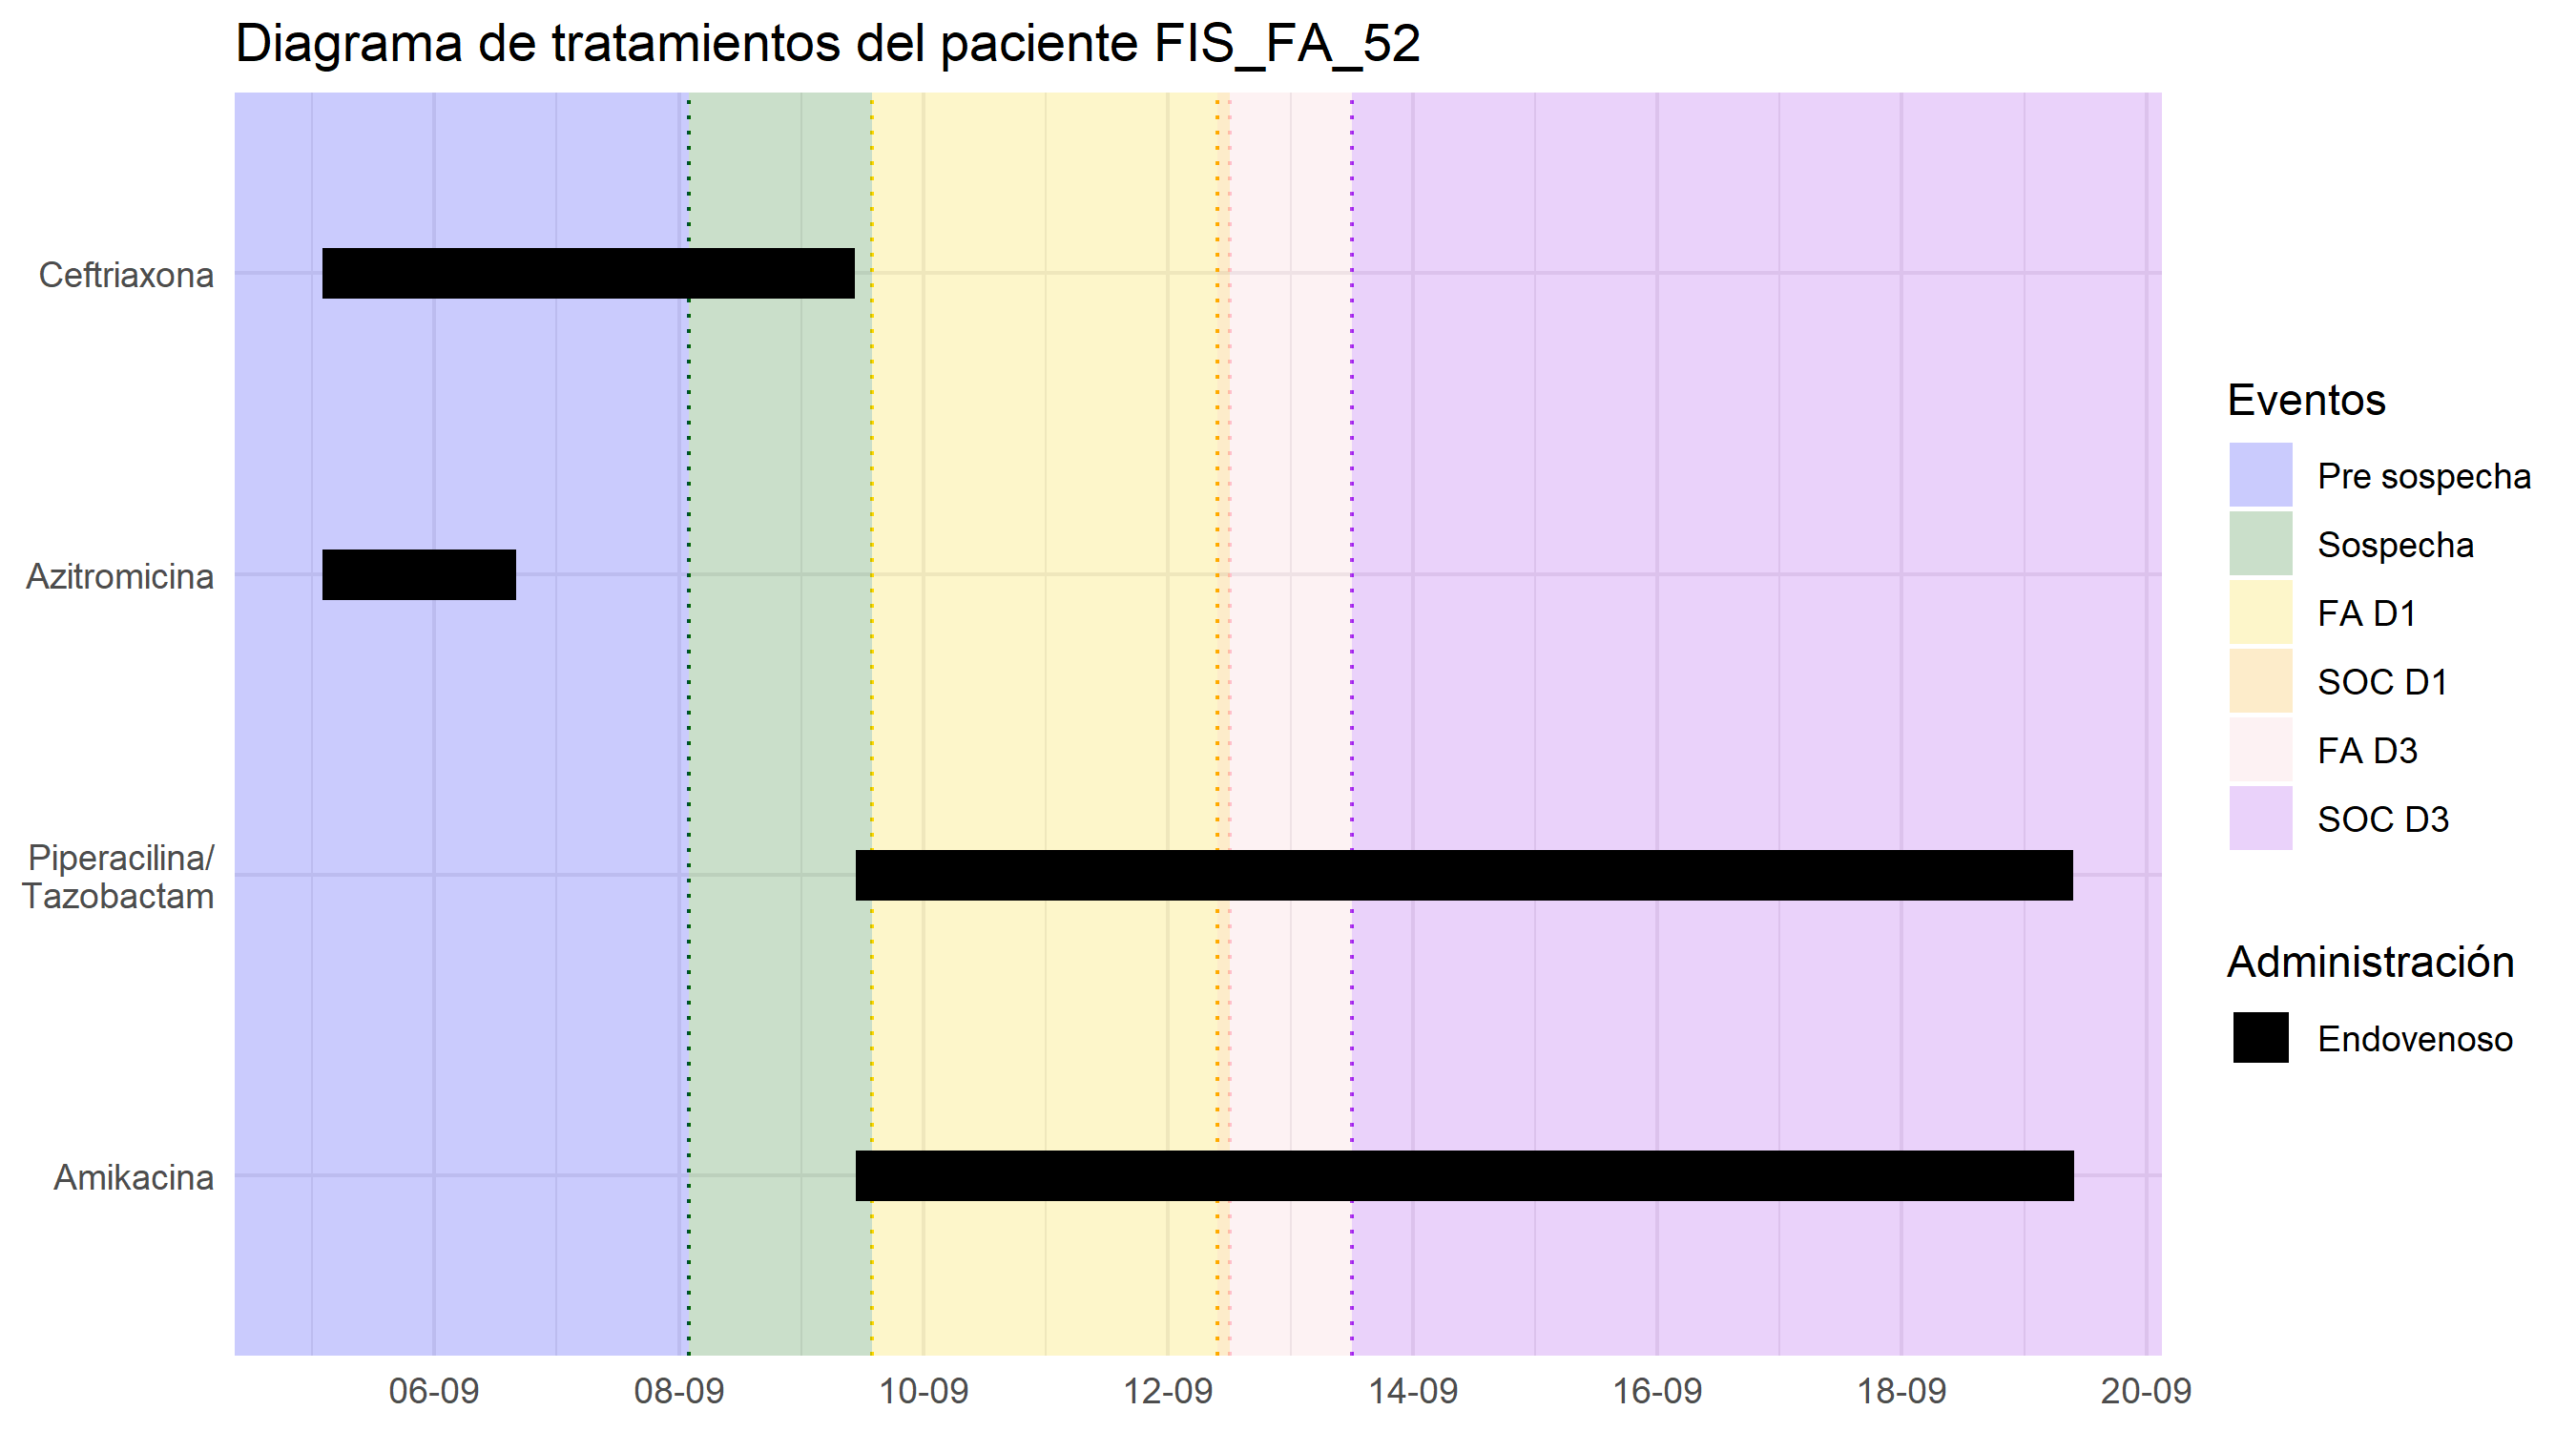 Diagrama de tratamientos del paciente FIS_FA_52
Ceftriaxona
Azitromicina
Piperacilina/
Tazobactam
Amikacina
06-09
08-09
10-09
12-09
14-09
16-09
18-09
20-09
Eventos
Pre sospecha
Sospecha
FA D1
SOC D1
FA D3
SOC D3
Administración
Endovenoso